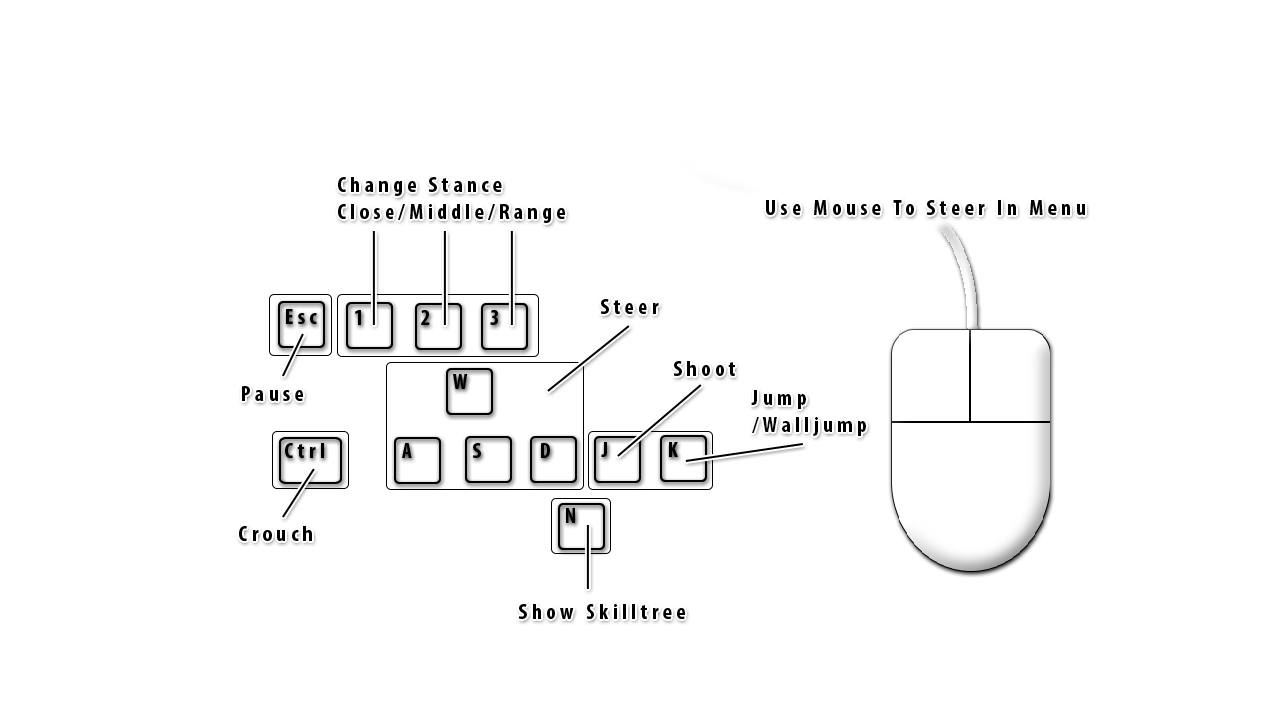 Change Stance
Close/Middle/Range
Use Mouse To Steer In Menu
Esc
1
2
3
Steer
Pause
W
Shoot
Jump
/Walljump
Ctrl
A
S
D
J
K
Crouch
N
Show Skilltree